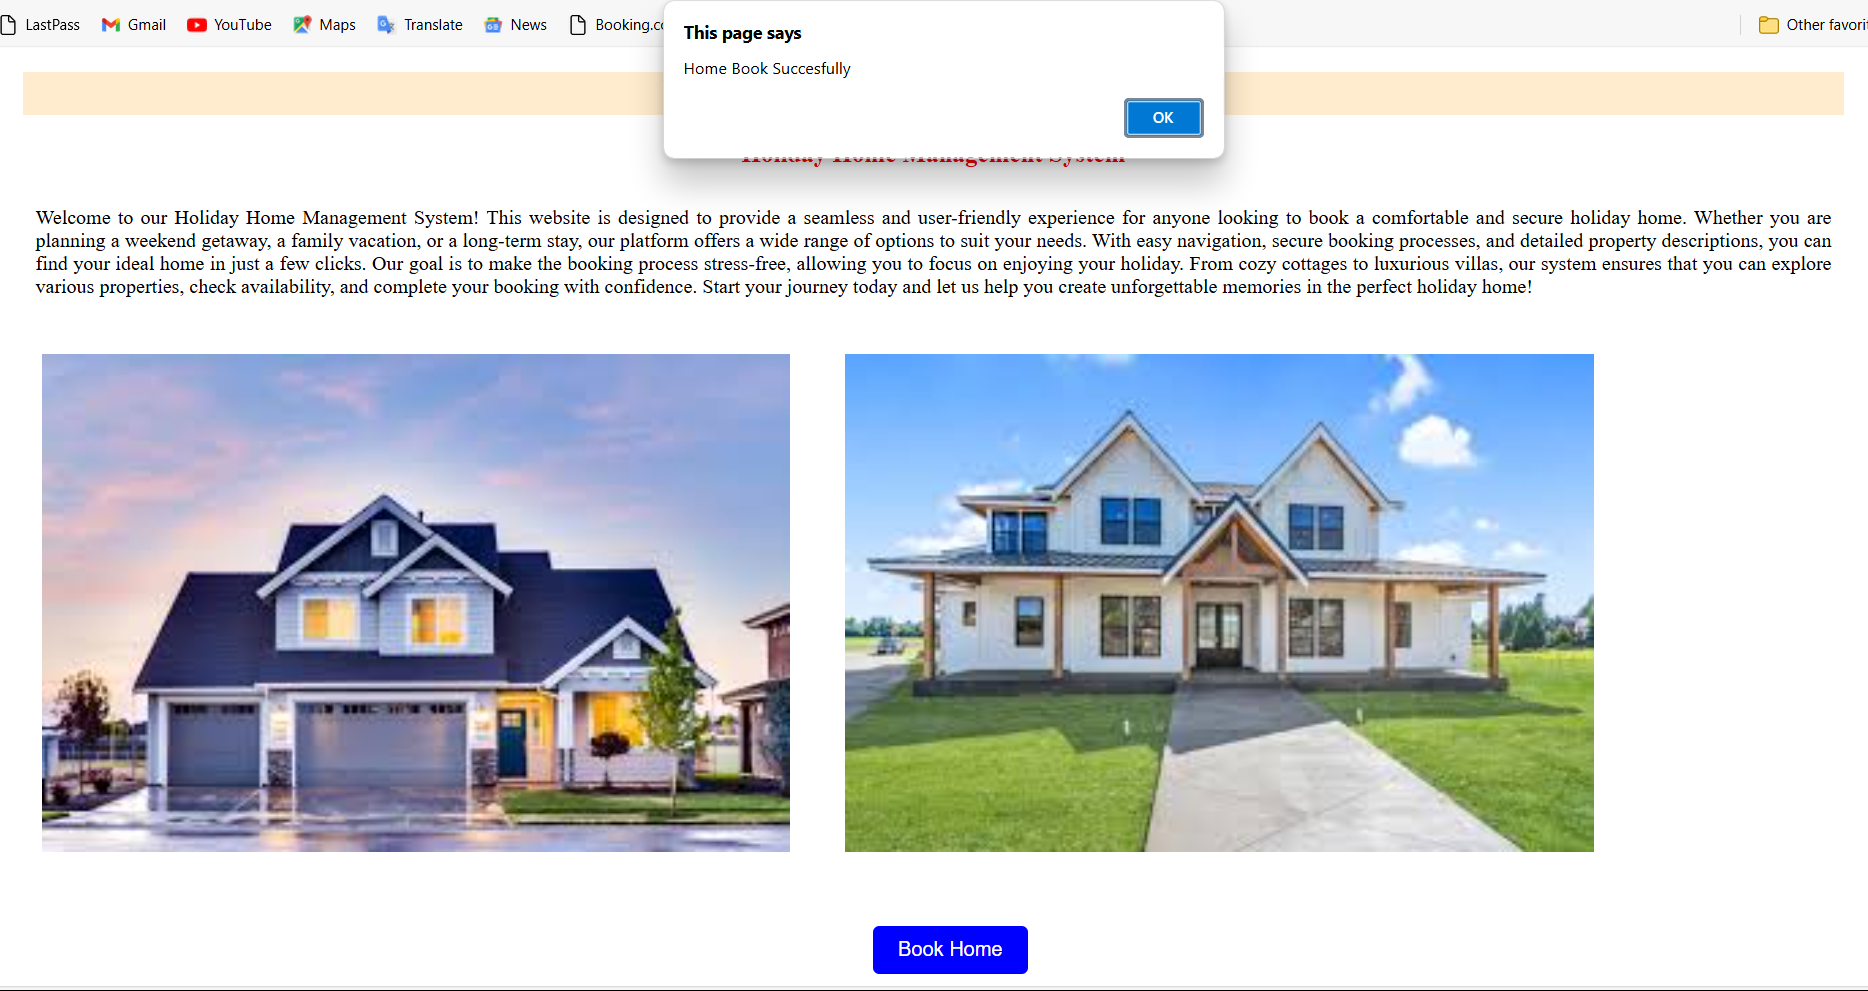 LastPass Gmail YouTube Maps Translate News Booking.c Other favori
This page says
Home Book Succesfully
OK
Holiday Home Management System
Welcome to our Holiday Home Management System! This website is designed to provide a seamless and user-friendly experience for anyone looking to book a comfortable and secure holiday home. Whether you are
planning a weekend getaway, a family vacation, or a long-term stay, our platform offers a wide range of options to suit your needs. With easy navigation, secure booking processes, and detailed property descriptions, you can
find your ideal home in just a few clicks. Our goal is to make the booking process stress-free, allowing you to focus on enjoying your holiday. From cozy cottages to luxurious villas, our system ensures that you can explore
various properties, check availability, and complete your booking with confidence. Start your journey today and let us help you create unforgettable memories in the perfect holiday home!
Book Home